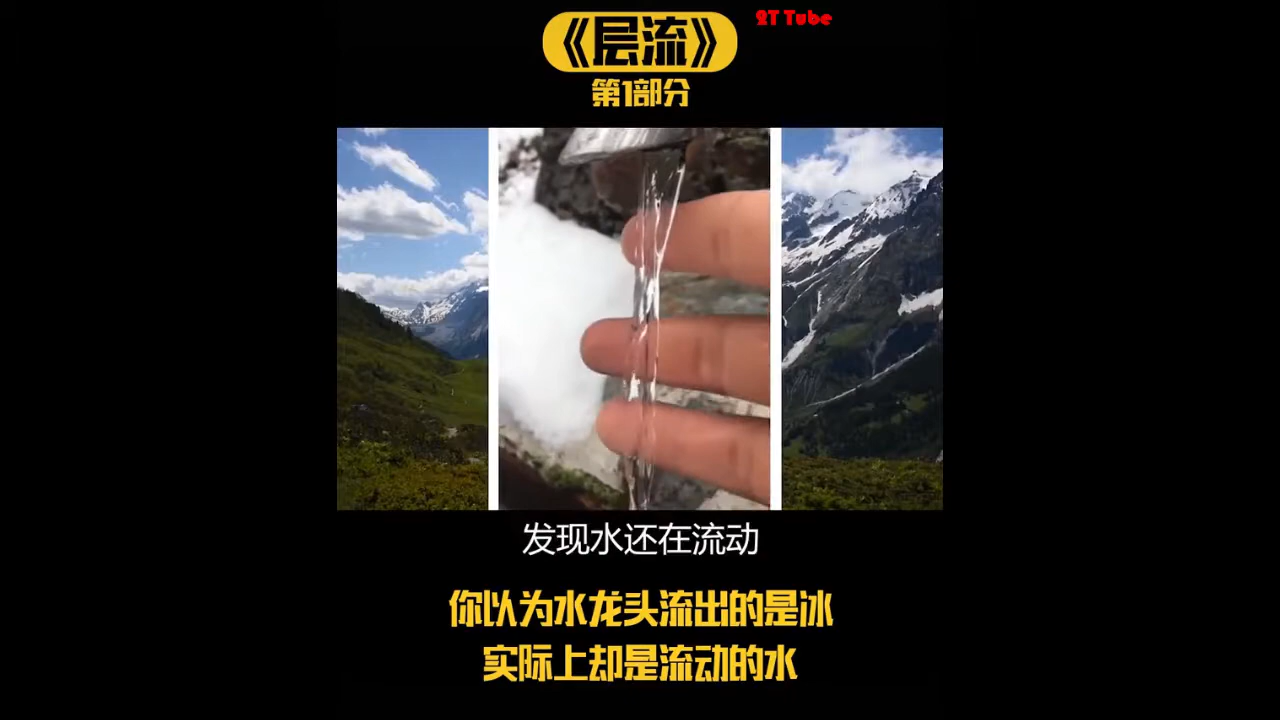 《层流》
2T Tube
第1部分
发现水还在流动
你以为水龙头流出的是冰
实际上却是流动的水